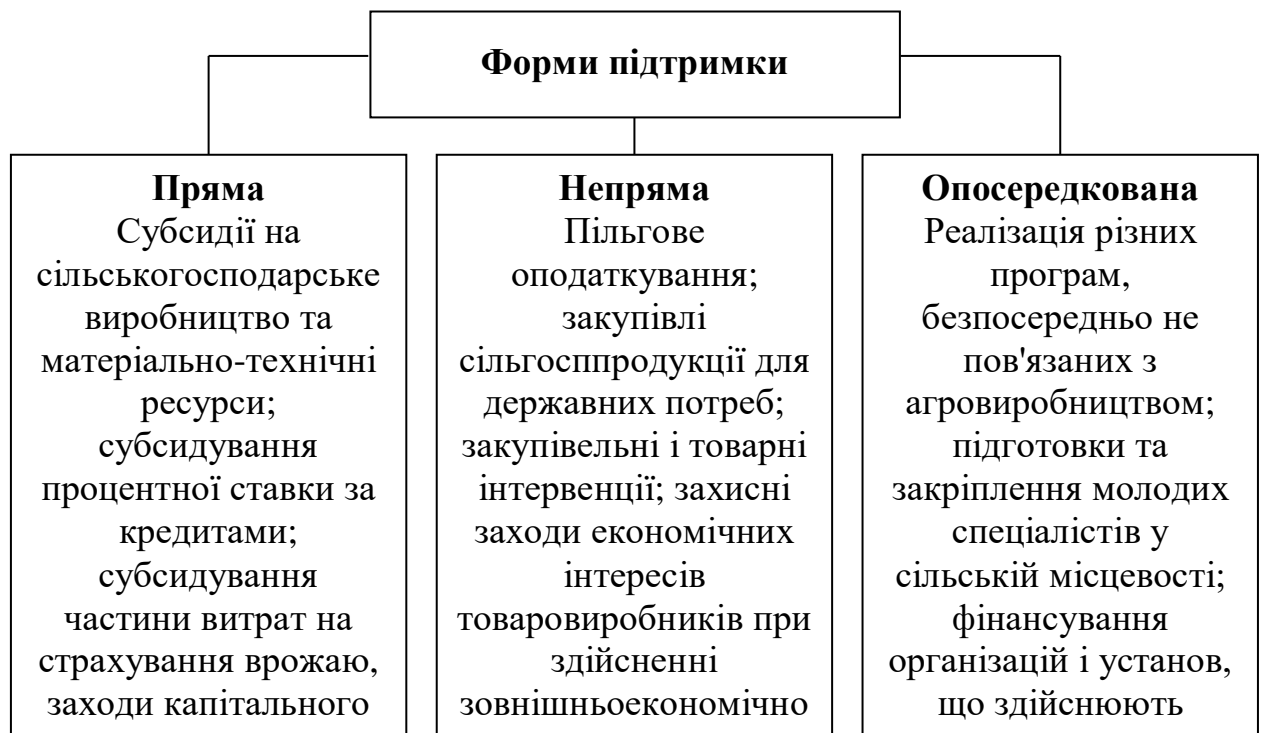 Форми підтримки
Пряма
Субсидії на
сільськогосподарське
виробництво та
матеріально-технічні
ресурси;
субсидування
процентної ставки за
кредитами;
субсидування
частини витрат на
страхування врожаю,
заходи капітального
Непряма
Пільгове
оподаткування;
закупівлі
сільгосппродукції для
державних потреб;
закупівельні і товарні
інтервенції; захисні
заходи економічних
інтересів
товаровиробників при
здійсненні
зовнішньоекономічно
Опосередкована
Реалізація різних
програм,
безпосередньо не
пов'язаних з
агровиробництвом;
підготовки та
закріплення молодих
спеціалістів у
сільській місцевості;
фінансування
організацій і установ,
що здійснюють